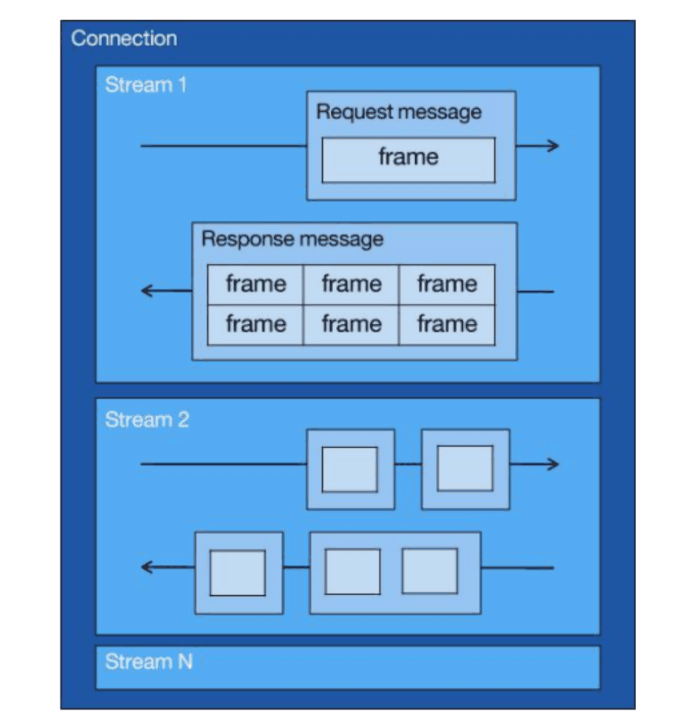 Connection
Stream 1
Request message
frame
Response message
frame frame frame
frame frame frame
Stream 2
Stream N